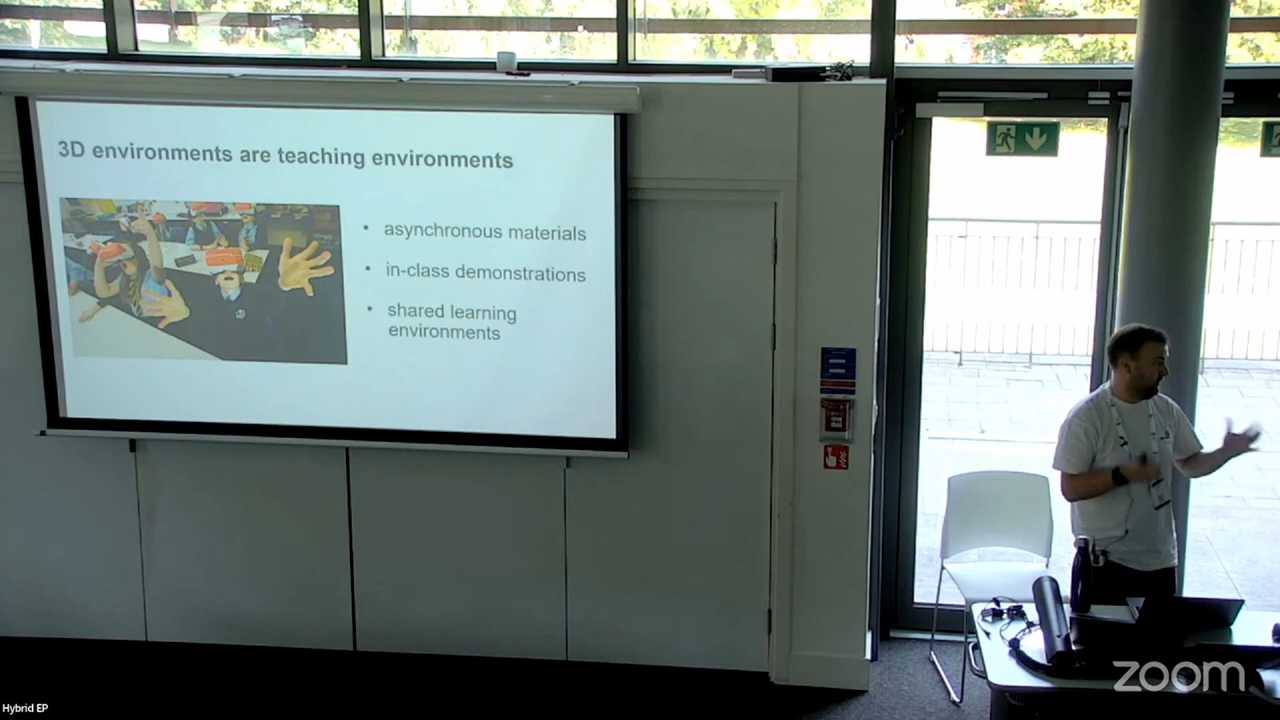 3D environments are teaching environments
• asynchronous materials
• in-class demonstrations
• shared learning
environments
zoom
Hybrid EP